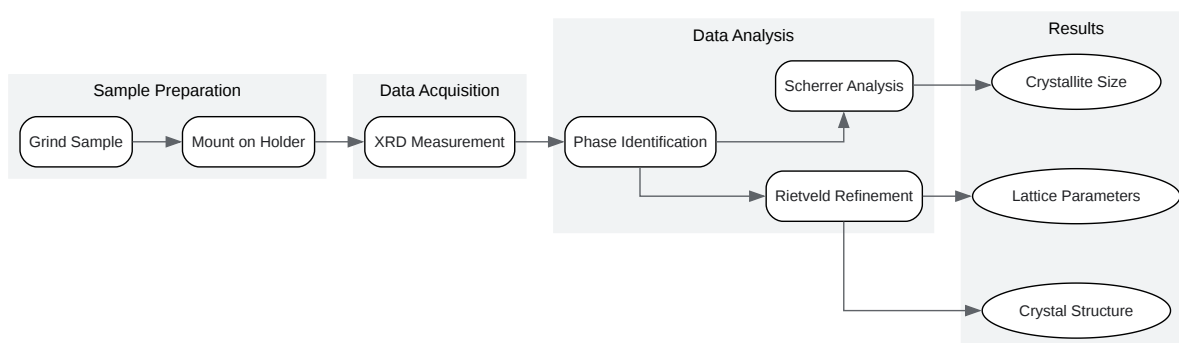 Sample Preparation
Grind Sample
Mount on Holder
Data Acquisition
XRD Measurement
Data Analysis
Phase Identification
Scherrer Analysis
Rietveld Refinement
Results
Crystallite Size
Lattice Parameters
Crystal Structure